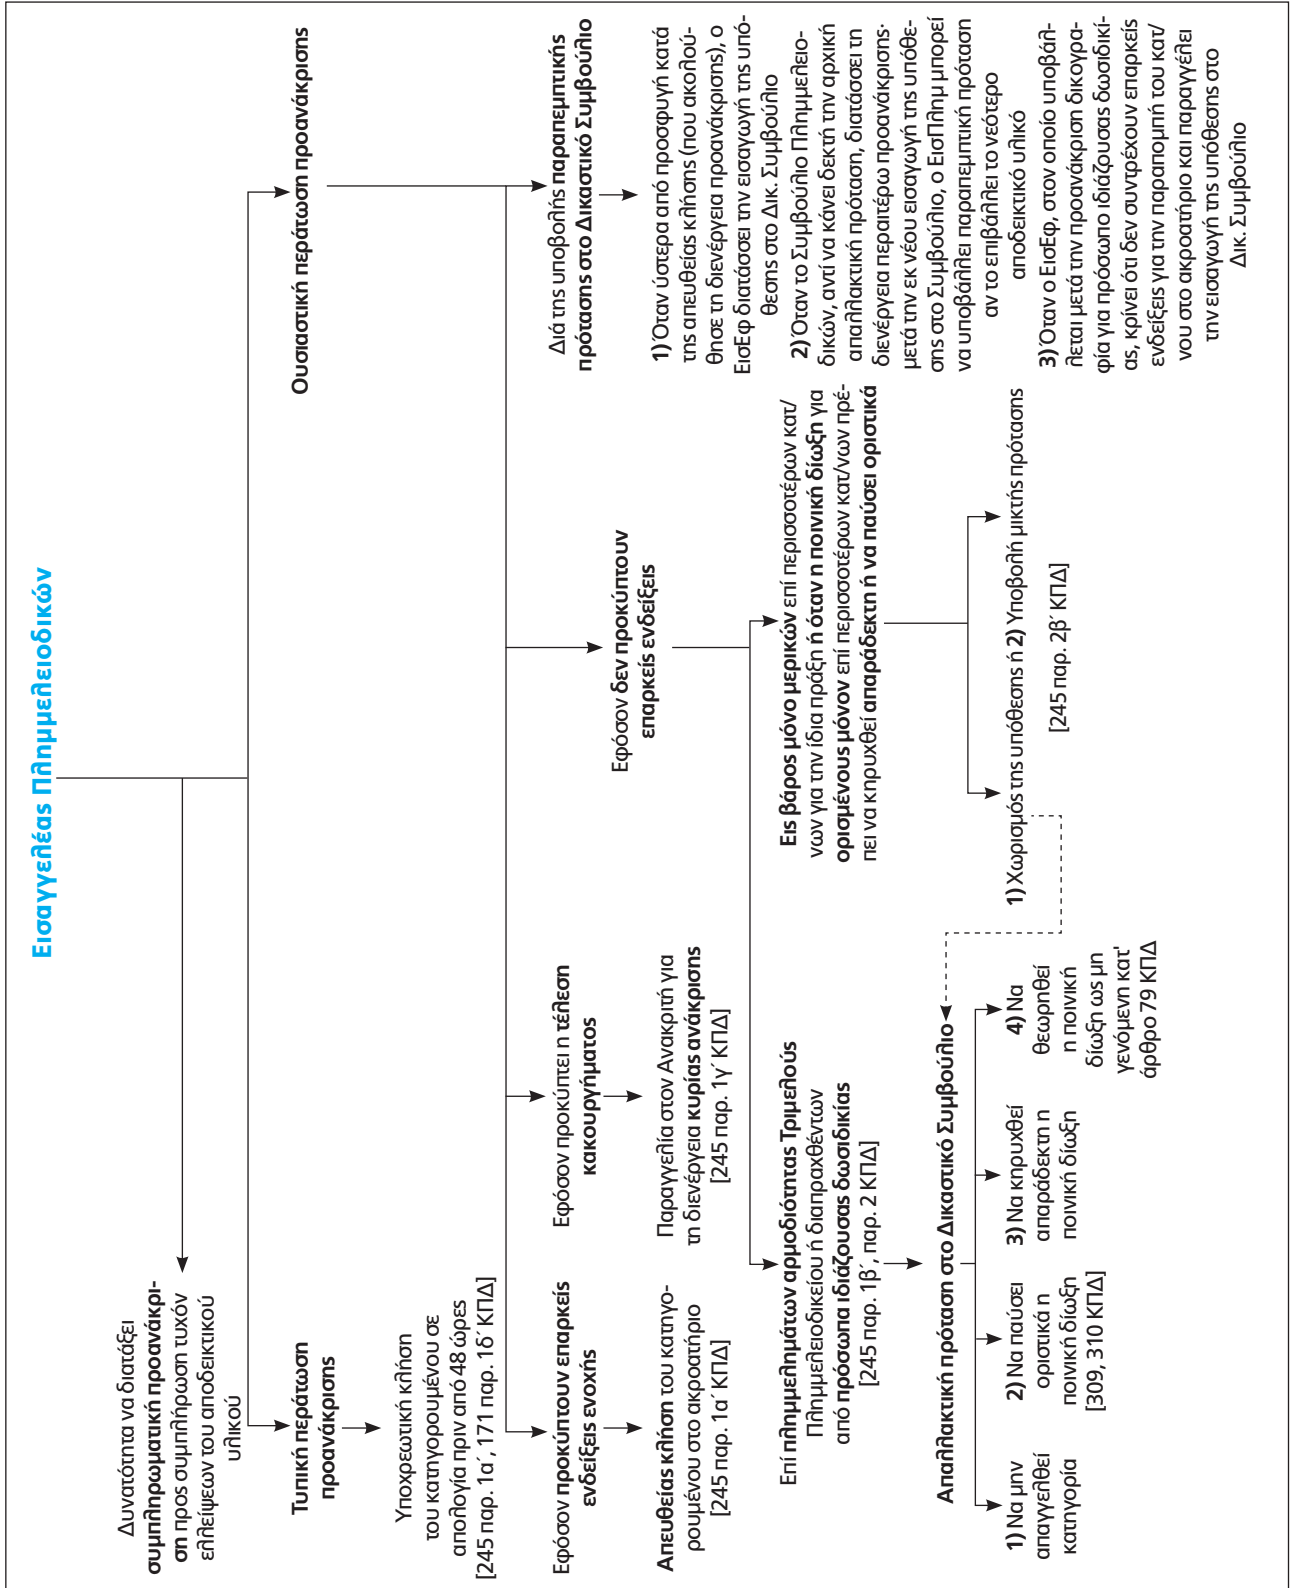 Εισαγγελέας Πλημμελειοδικών
Δυνατότητα να διατάξει
συμπληρωματική προανάκρι-
ση προς συμπλήρωση τυχόν
ελλείψεων του αποδεικτικού
υλικού
Τυπική περάτωση
προανάκρισης
Ουσιαστική περάτωση προανάκρισης
Υποχρεωτική κλήση
του κατηγορουμένου σε
απολογία πριν από 48 ώρες
[245 παρ. 1α΄, 171 παρ. 1δ΄ ΚΠΔ]
Εφόσον προκύπτουν επαρκείς
ενδείξεις ενοχής
Απευθείας κλήση του κατηγο-
ρουμένου στο ακροατήριο
[245 παρ. 1α΄ ΚΠΔ]
Εφόσον προκύπτει η τέλεση
κακουργήματος
Παραγγελία στον Ανακριτή για
τη διενέργεια κυρίας ανάκρισης
[245 παρ. 1γ΄ ΚΠΔ]
Εφόσον δεν προκύπτουν
επαρκείς ενδείξεις
Διά της υποβολής παραπεμπτικής
πρότασης στο Δικαστικό Συμβούλιο
1) Όταν ύστερα από προσφυγή κατά
της απευθείας κλήσης (που ακολού-
θησε τη διενέργεια προανάκρισης), ο
ΕισΕφ διατάσσει την εισαγωγή της υπό-
θεσης στο Δικ. Συμβούλιο
2) Όταν το Συμβούλιο Πλημμελειο-
δικών, αντί να κάνει δεκτή την αρχική
απαλλακτική πρόταση, διατάσσει τη
διενέργεια περαιτέρω προανάκρισης·
μετά την εκ νέου εισαγωγή της υπόθε-
σης στο Συμβούλιο, ο ΕισΠλημ μπορεί
να υποβάλλει παραπεμπτική πρόταση
αν το επιβάλλει το νεότερο
αποδεικτικό υλικό
3) Όταν ο ΕισΕφ, στον οποίο υποβάλ-
λεται μετά την προανάκριση δικογρα-
φία για πρόσωπο ιδιάζουσας δωσιδικί-
ας, κρίνει ότι δεν συντρέχουν επαρκείς
ενδείξεις για την παραπομπή του κατ/
νου στο ακροατήριο και παραγγέλει
την εισαγωγή της υπόθεσης στο
Δικ. Συμβούλιο
Επί πλημμελημάτων αρμοδιότητας Τριμελούς
Πλημμελειοδικείου ή διαπραχθέντων
από πρόσωπα ιδιάζουσας δωσιδικίας
[245 παρ. 1β΄, παρ. 2 ΚΠΔ]
Εις βάρος μόνο μερικών επί περισσοτέρων κατ/
νων για την ίδια πράξη ή όταν η ποινική δίωξη για
ορισμένους μόνον επί περισσοτέρων κατ/νων πρέ-
πει να κηρυχθεί απαράδεκτη ή να παύσει οριστικά
Απαλλακτική πρόταση στο Δικαστικό Συμβούλιο
1) Χωρισμός της υπόθεσης ή 2) Υποβολή μικτής πρότασης
[245 παρ. 2β΄ ΚΠΔ]
1) Να μην
απαγγελθεί
κατηγορία
2) Να παύσει
οριστικά η
ποινική δίωξη
[309, 310 ΚΠΔ]
3) Να κηρυχθεί
απαράδεκτη η
ποινική δίωξη
4) Να
θεωρηθεί
η ποινική
δίωξη ως μη
γενόμενη κατ'
άρθρο 79 ΚΠΔ